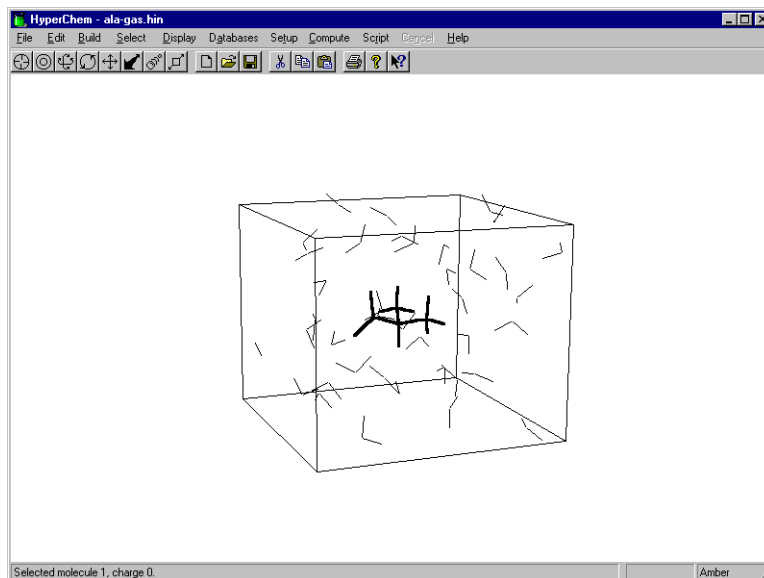 HyperChem - ala-gas.hin
File Edit Build Select Display Databases Setup Compute Script Cancel Help
Selected molecule 1, charge 0. Amber